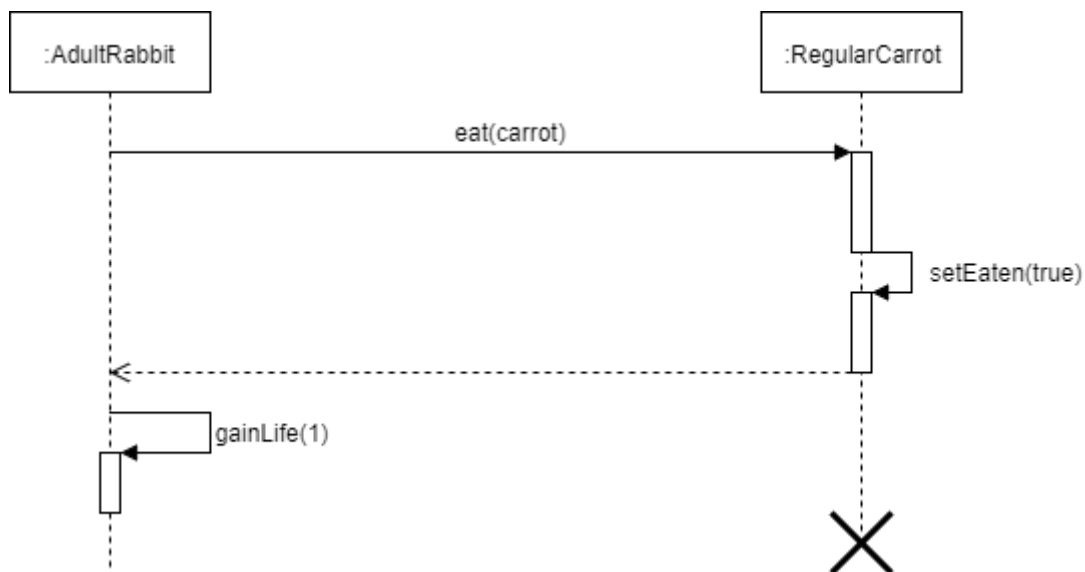 :AdultRabbit
:RegularCarrot
eat(carrot)
setEaten(true)
gainLife(1)